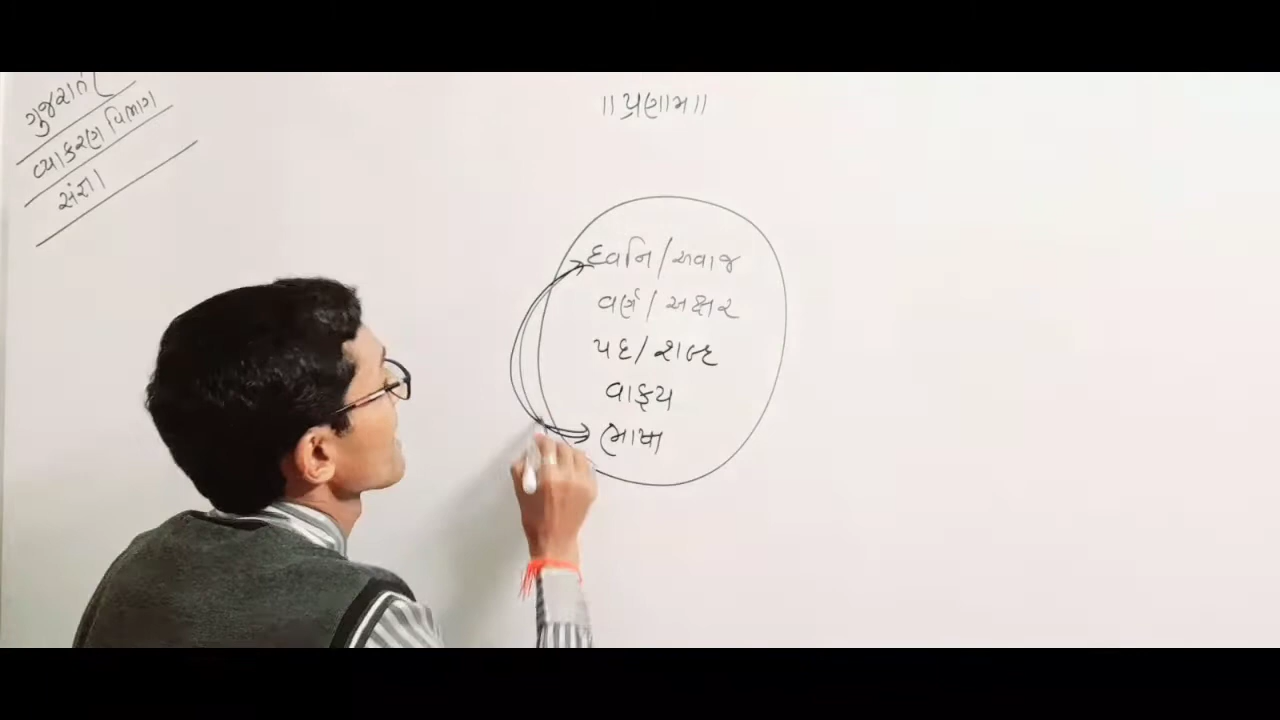 ગુજરાતી
વ્યાકરણ વિભાગ
સંજ્ઞા
॥પ્રણામ॥
ધ્વનિ/અવાજ
વર્ણ/અક્ષર
પદ/શબ્દ
વાક્ય
ભાષા